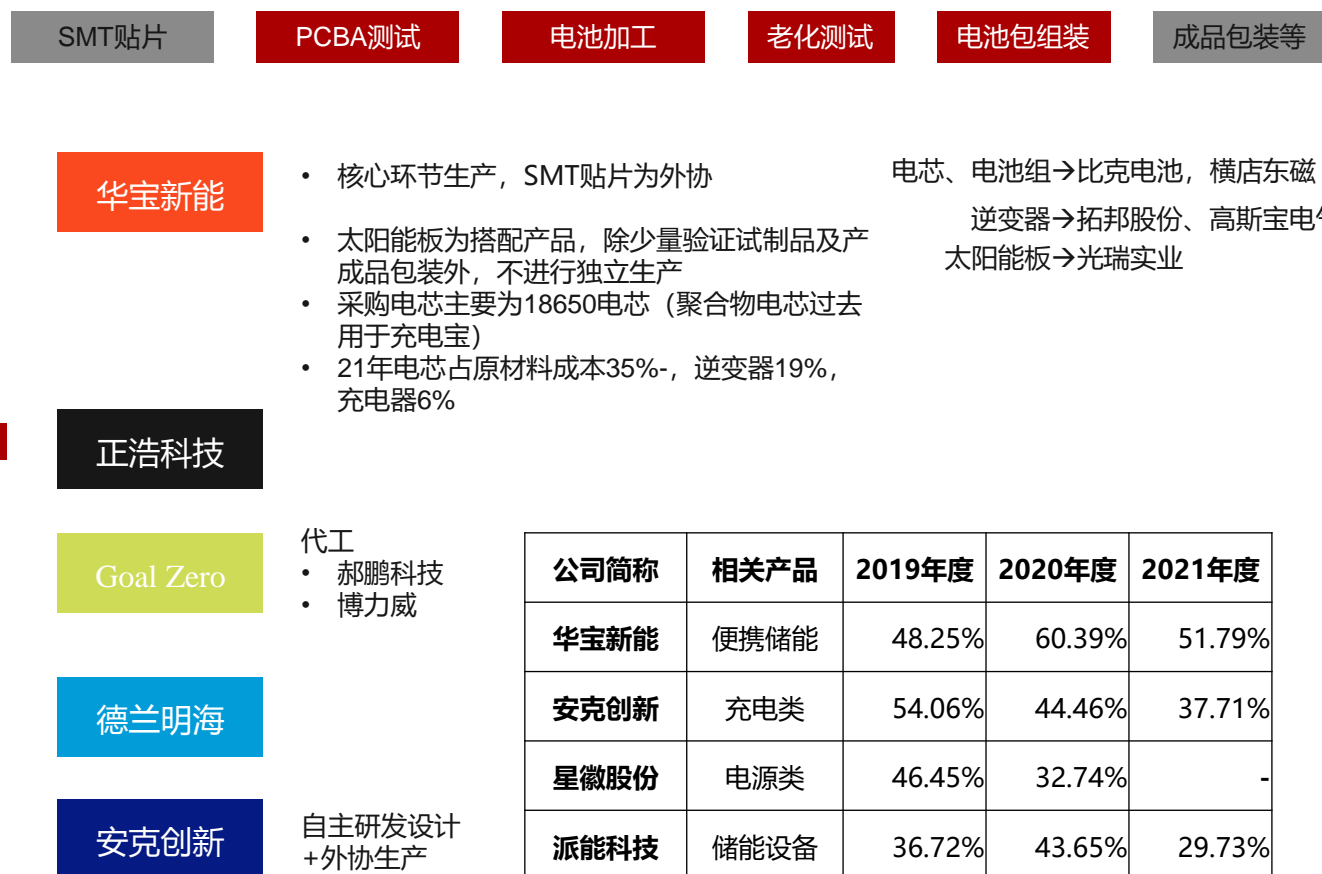 SMT贴片 PCBA测试 电池加工 老化测试 电池包组装 成品包装等
华宝新能
• 核心环节生产，SMT贴片为外协
• 太阳能板为搭配产品，除少量验证试制品及产
成品包装外，不进行独立生产
• 采购电芯主要为18650电芯（聚合物电芯过去
用于充电宝）
• 21年电芯占原材料成本35%-，逆变器19%，
充电器6%
电芯、电池组→比克电池，横店东磁
逆变器→拓邦股份、高斯宝电气
太阳能板→光瑞实业
正浩科技
Goal Zero
代工
• 郝鹏科技
• 博力威
德兰明海
安克创新
自主研发设计
+外协生产
公司简称 相关产品 2019年度 2020年度 2021年度
华宝新能 便携储能 48.25% 60.39% 51.79%
安克创新 充电类 54.06% 44.46% 37.71%
星徽股份 电源类 46.45% 32.74% -
派能科技 储能设备 36.72% 43.65% 29.73%